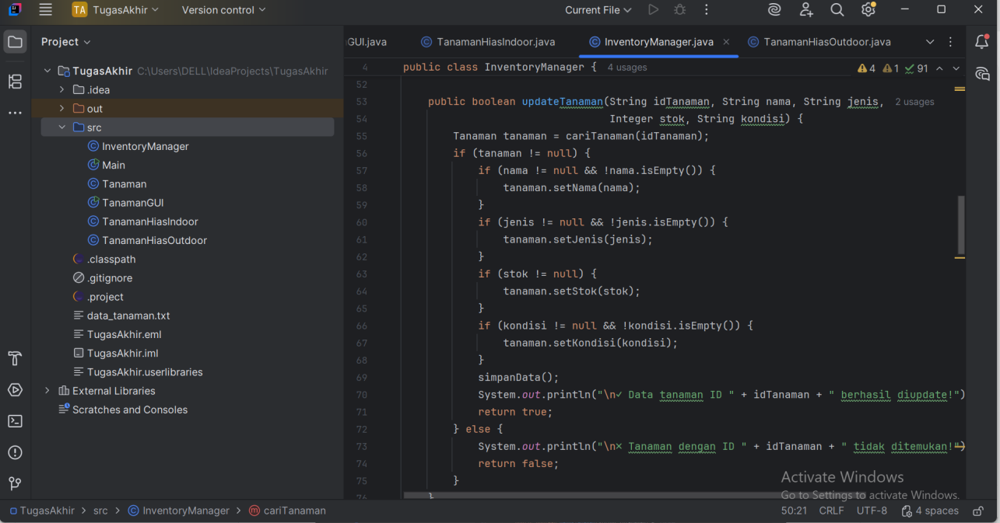 TA TugasAkhir Version control Current File
Project
GUI.java TanamanHiasIndoor.java InventoryManager.java TanamanHiasOutdoor.java
TugasAkhir C:\Users\DELL\IdeaProjects\TugasAkhir
.idea
out
src
InventoryManager
Main
Tanaman
TanamanGUI
TanamanHiasIndoor
TanamanHiasOutdoor
.classpath
.gitignore
.project
data_tanaman.txt
TugasAkhir.eml
TugasAkhir.iml
TugasAkhir.userlibraries
External Libraries
Scratches and Consoles
4 public class InventoryManager { 4 usages 4 1 91
52
53 public boolean updateTanaman(String idTanaman, String nama, String jenis, 2 usages
54 Integer stok, String kondisi) {
55 Tanaman tanaman = cariTanaman(idTanaman);
56 if (tanaman != null) {
57 if (nama != null && !nama.isEmpty()) {
58 tanaman.setNama(nama);
59 }
60 if (jenis != null && !jenis.isEmpty()) {
61 tanaman.setJenis(jenis);
62 }
63 if (stok != null) {
64 tanaman.setStok(stok);
65 }
66 if (kondisi != null && !kondisi.isEmpty()) {
67 tanaman.setKondisi(kondisi);
68 }
69 simpanData();
70 System.out.println("\n✓ Data tanaman ID " + idTanaman + " berhasil diupdate!")
71 return true;
72 } else {
73 System.out.println("\n✗ Tanaman dengan ID " + idTanaman + " tidak ditemukan!")
74 return false;
75 }
76 }
Activate Windows
Go to Settings to activate Windows.
TugasAkhir > src > InventoryManager > cariTanaman 50:21 CRLF UTF-8 4 spaces